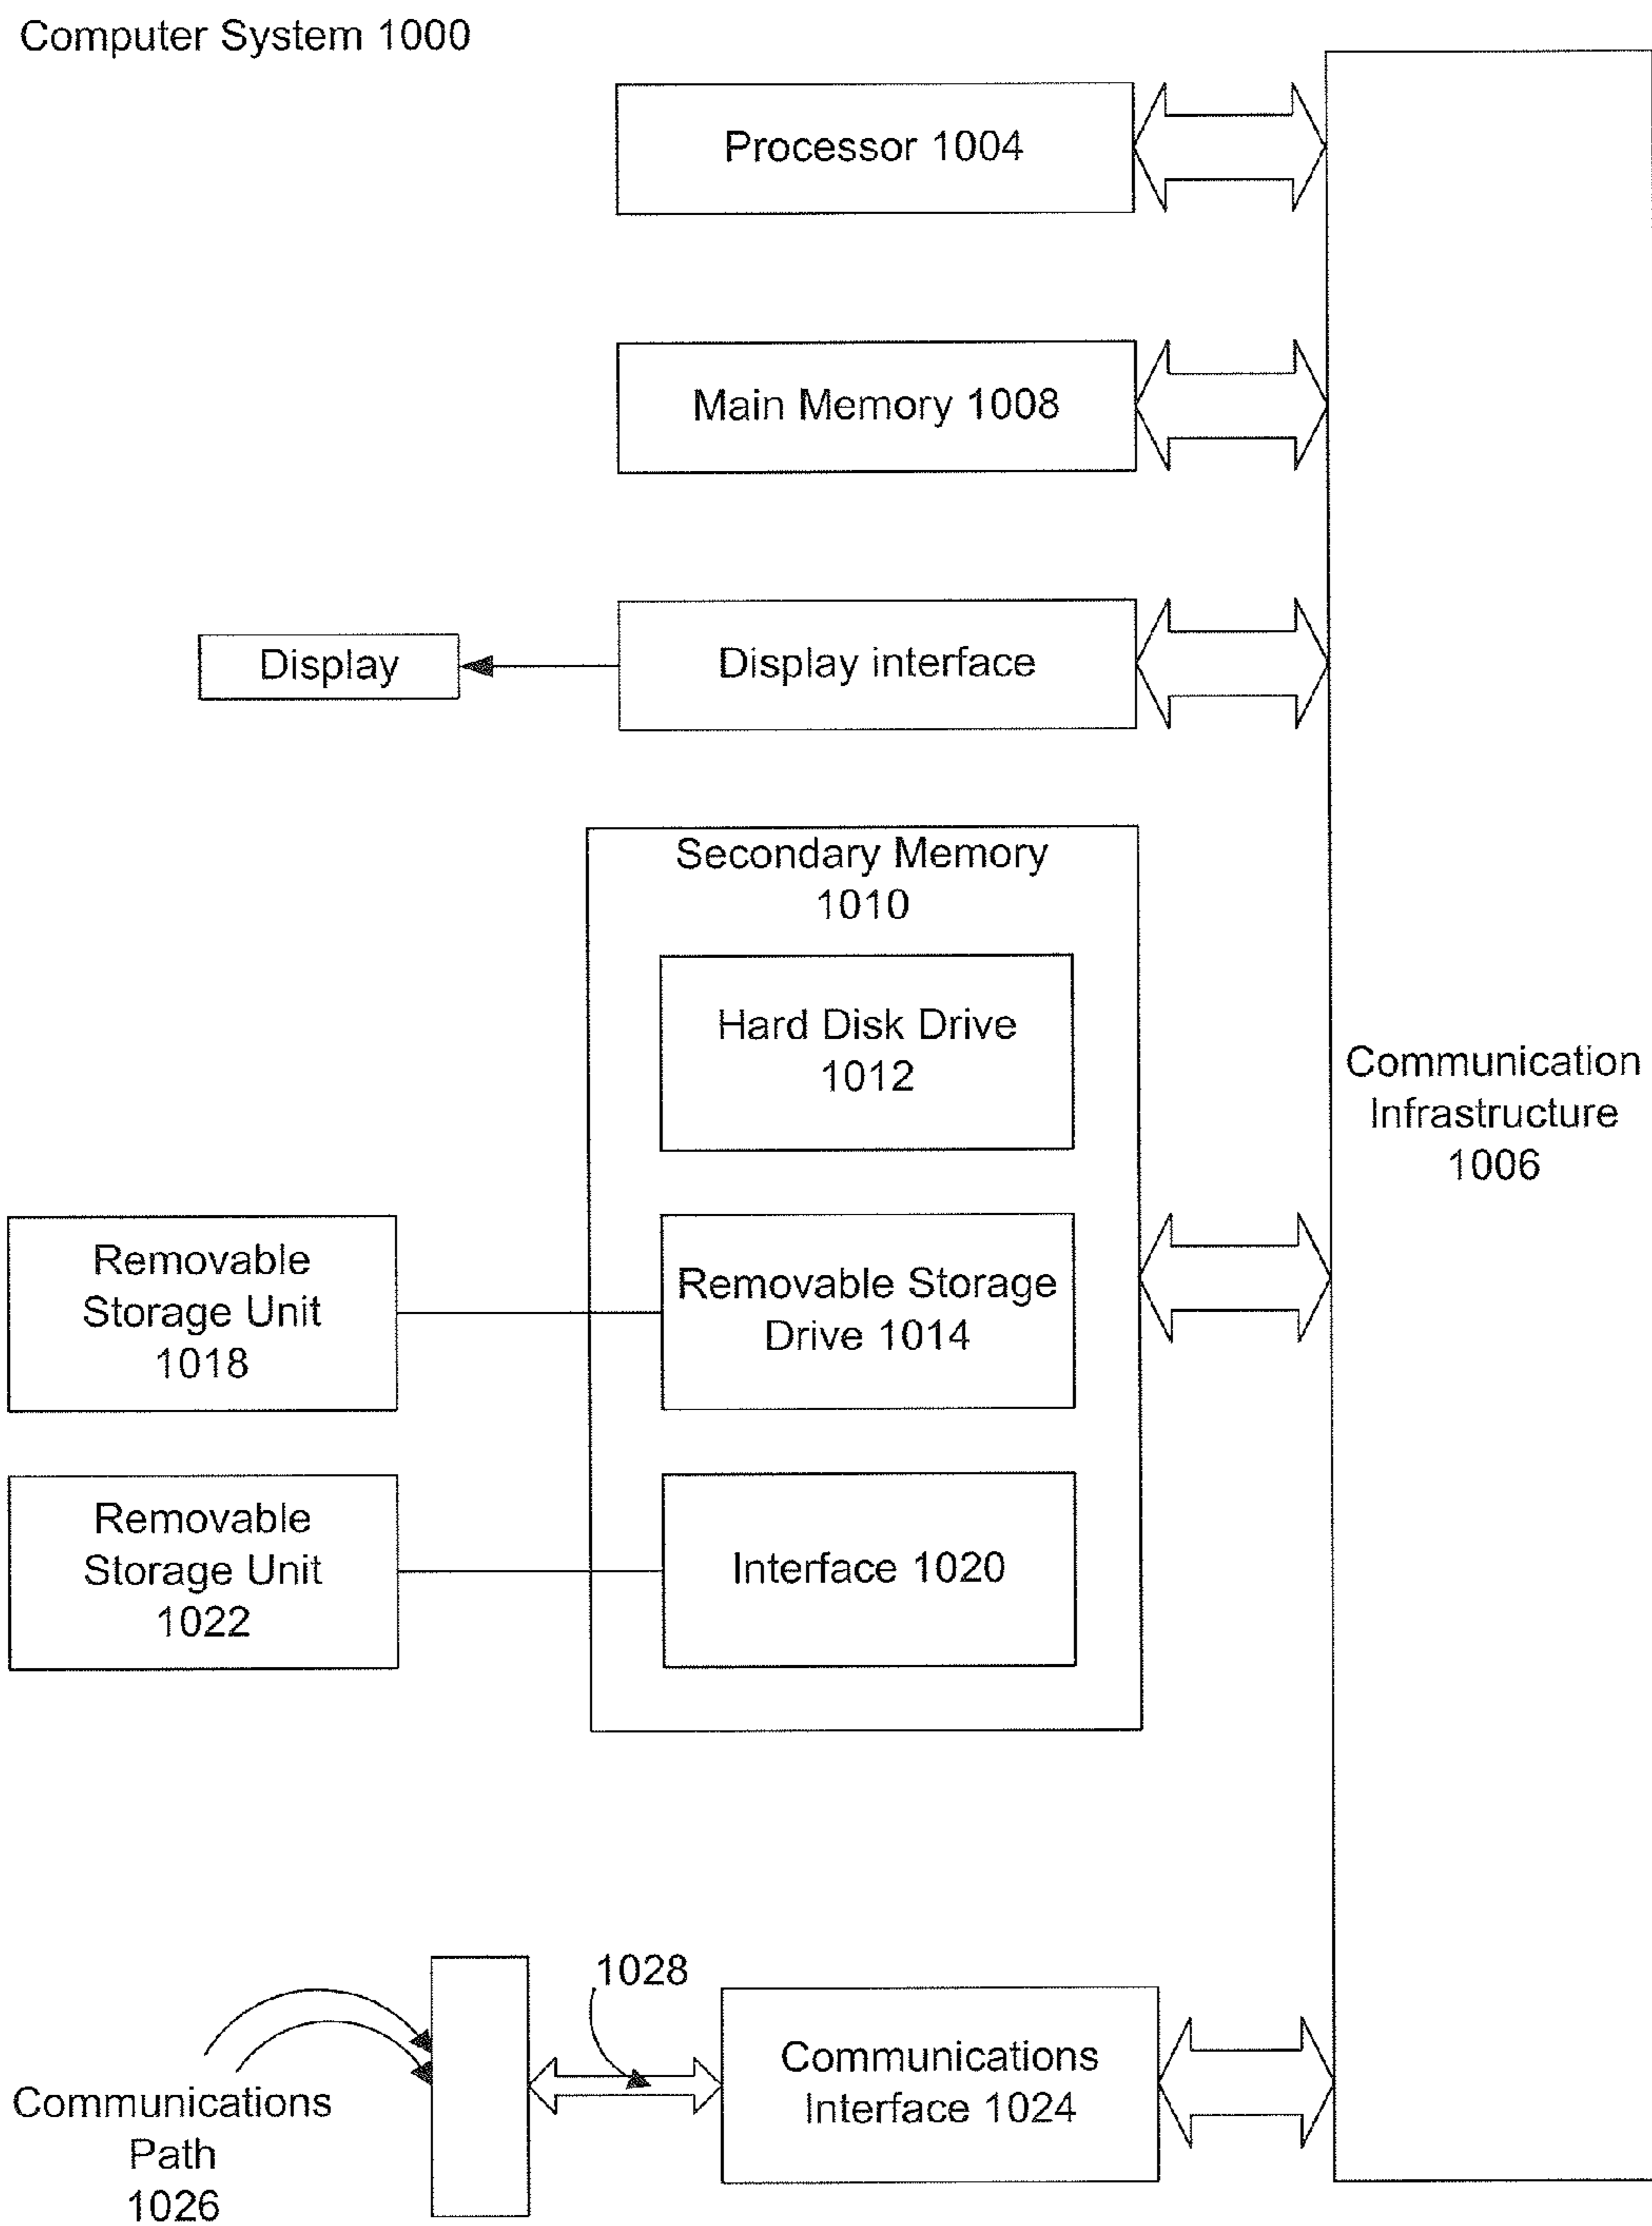 Computer System 1000
Processor 1004
Main Memory 1008
Display
Display interface
Secondary Memory
1010
Hard Disk Drive
1012
Communication
Infrastructure
1006
Removable
Storage Unit
1018
Removable Storage
Drive 1014
Removable
Storage Unit
1022
Interface 1020
1028
Communications
Interface 1024
Communications
Path
1026